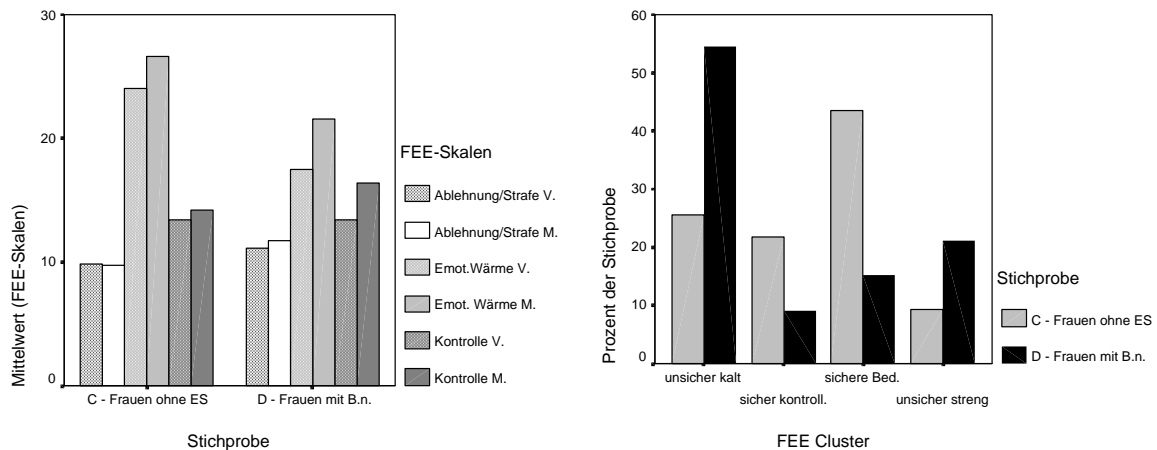 Mittelwert (FEE-Skalen)
30
20
10
0
C - Frauen ohne ES
D - Frauen mit B.n.
Stichprobe
FEE-Skalen
Ablehnung/Strafe V.
Ablehnung/Strafe M.
Emot.Wärme V.
Emot. Wärme M.
Kontrolle V.
Kontrolle M.
Prozent der Stichprobe
60
50
40
30
20
10
0
unsicher kalt
sicher kontroll.
sichere Bed.
unsicher streng
FEE Cluster
Stichprobe
C - Frauen ohne ES
D - Frauen mit B.n.